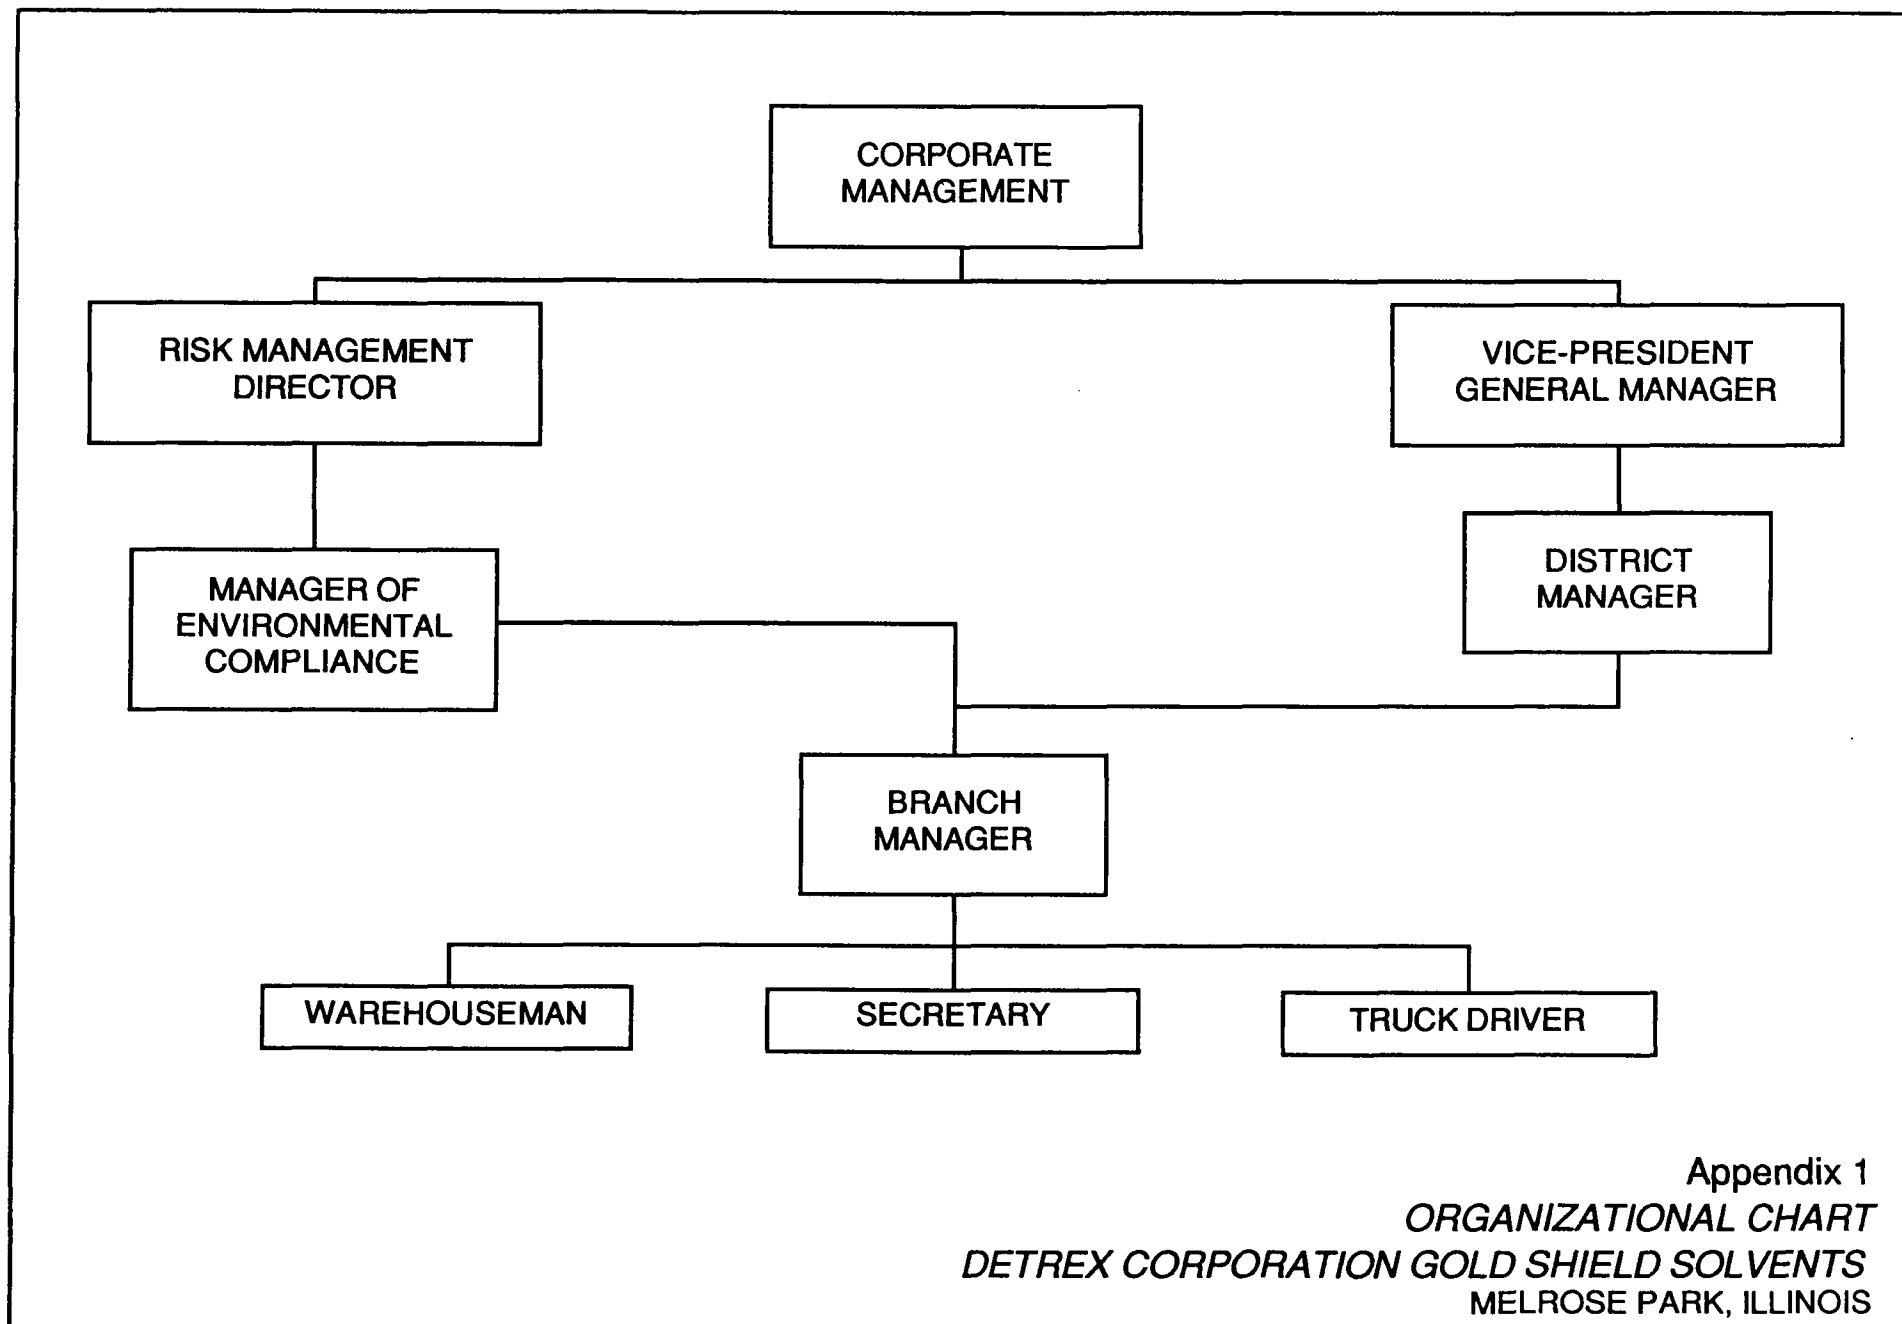 CORPORATE
MANAGEMENT
RISK MANAGEMENT
DIRECTOR
VICE-PRESIDENT
GENERAL MANAGER
MANAGER OF
ENVIRONMENTAL
COMPLIANCE
DISTRICT
MANAGER
BRANCH
MANAGER
WAREHOUSEMAN
SECRETARY
TRUCK DRIVER
Appendix 1
ORGANIZATIONAL CHART
DETREX CORPORATION GOLD SHIELD SOLVENTS
MELROSE PARK, ILLINOIS